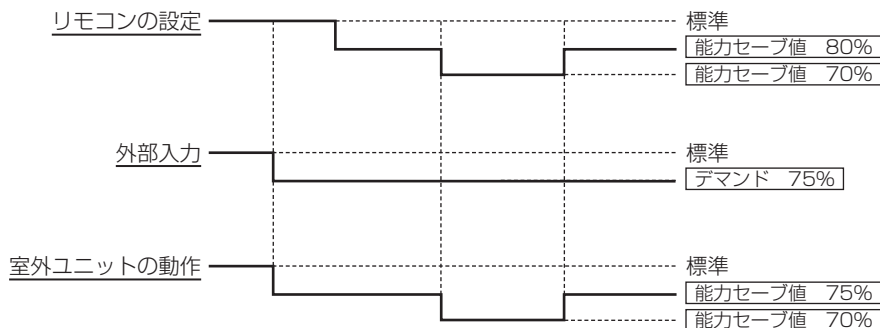 リモコンの設定
標準
能力セーブ値 80%
能力セーブ値 70%
外部入力
標準
デマンド 75%
室外ユニットの動作
標準
能力セーブ値 75%
能力セーブ値 70%